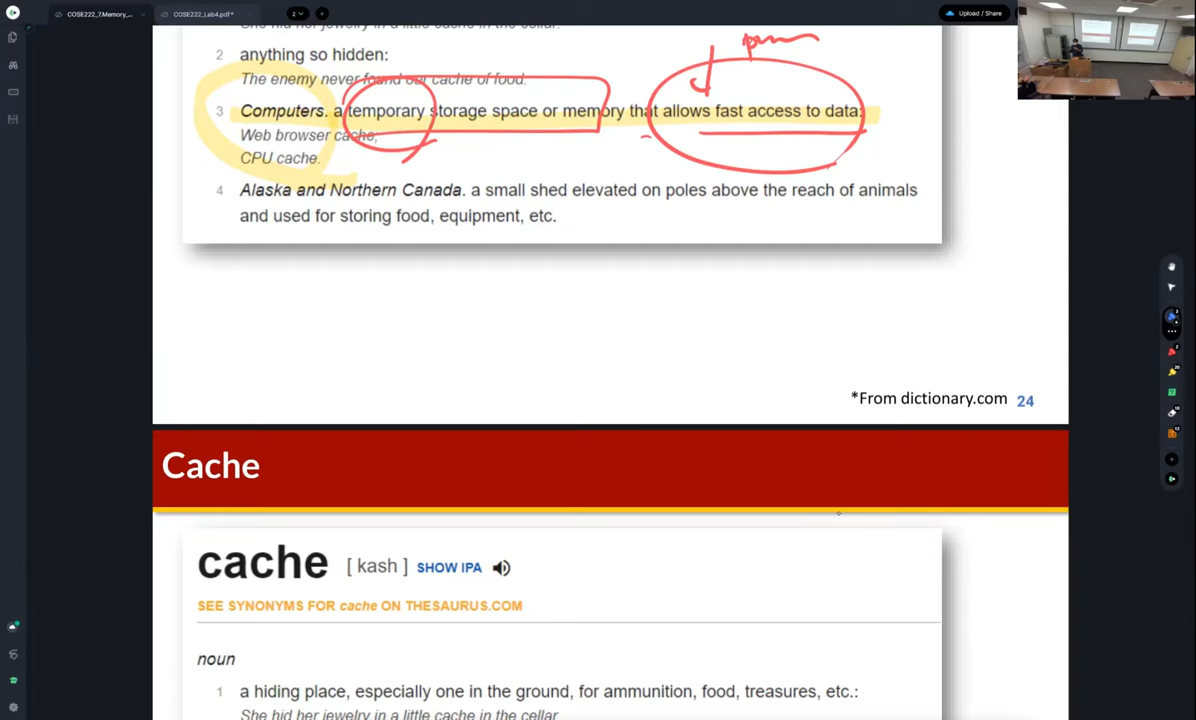 COSE222_7.Memory_...
COSE222_Lab4.pdf*
2
Upload / Share
She hid her jewelry in a little cache in the cellar.
2 anything so hidden:
The enemy never found our cache of food.
3 Computers. a temporary storage space or memory that allows fast access to data:
Web browser cache;
CPU cache.
4 Alaska and Northern Canada. a small shed elevated on poles above the reach of animals
and used for storing food, equipment, etc.
*From dictionary.com 24
Cache
cache [ kash ] SHOW IPA
SEE SYNONYMS FOR cache ON THESAURUS.COM
noun
1 a hiding place, especially one in the ground, for ammunition, food, treasures, etc.:
She hid her jewelry in a little cache in the cellar